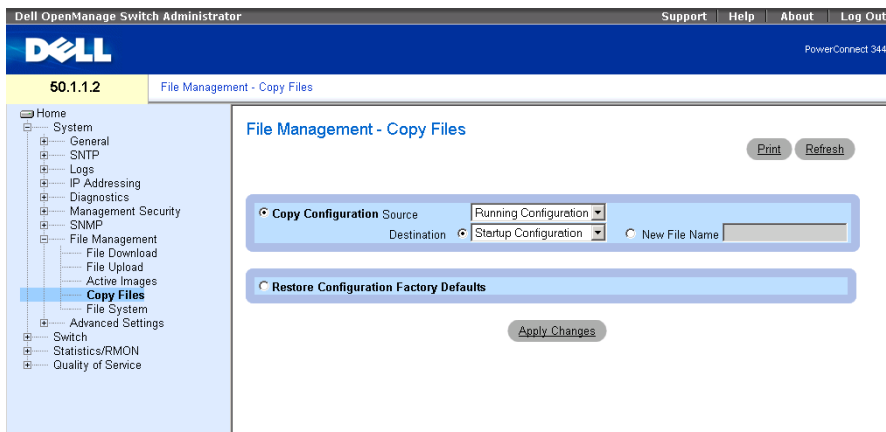 Dell OpenManage Switch Administrator
Support Help About Log Out
DELL
PowerConnect 344
50.1.1.2
File Management - Copy Files
Home
System
General
SNTP
Logs
IP Addressing
Diagnostics
Management Security
SNMP
File Management
File Download
File Upload
Active Images
Copy Files
File System
Advanced Settings
Switch
Statistics/RMON
Quality of Service
File Management - Copy Files
Print Refresh
Copy Configuration Source Running Configuration
Destination Startup Configuration New File Name
Restore Configuration Factory Defaults
Apply Changes